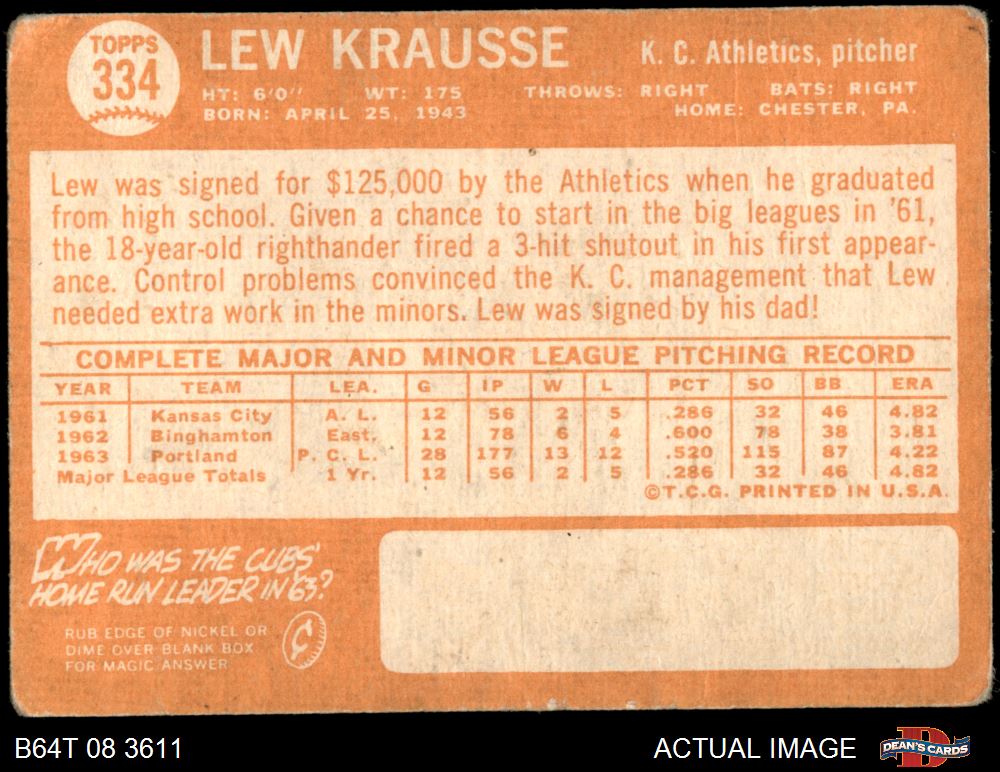 TOPPS
334
LEW KRAUSSE
K. C. Athletics, pitcher
HT: 6'0" WT: 175 THROWS: RIGHT BATS: RIGHT
BORN: APRIL 25, 1943 HOME: CHESTER, PA.
Lew was signed for $125,000 by the Athletics when he graduated
from high school. Given a chance to start in the big leagues in '61,
the 18-year-old righthander fired a 3-hit shutout in his first appear-
ance. Control problems convinced the K. C. management that Lew
needed extra work in the minors. Lew was signed by his dad!
COMPLETE MAJOR AND MINOR LEAGUE PITCHING RECORD
YEAR TEAM LEA. G IP W L PCT SO BB ERA
1961 Kansas City A. L. 12 56 2 5 .286 32 46 4.82
1962 Binghamton East. 12 78 6 4 .600 78 38 3.81
1963 Portland P. C. L. 28 177 13 12 .520 115 87 4.22
Major League Totals 1 Yr. 12 56 2 5 .286 32 46 4.82
©T.C.G. PRINTED IN U.S.A.
WHO WAS THE CUBS'
HOME RUN LEADER IN '63?
RUB EDGE OF NICKEL OR
DIME OVER BLANK BOX
FOR MAGIC ANSWER
¢
B64T 08 3611
ACTUAL IMAGE
D
DEAN'S CARDS